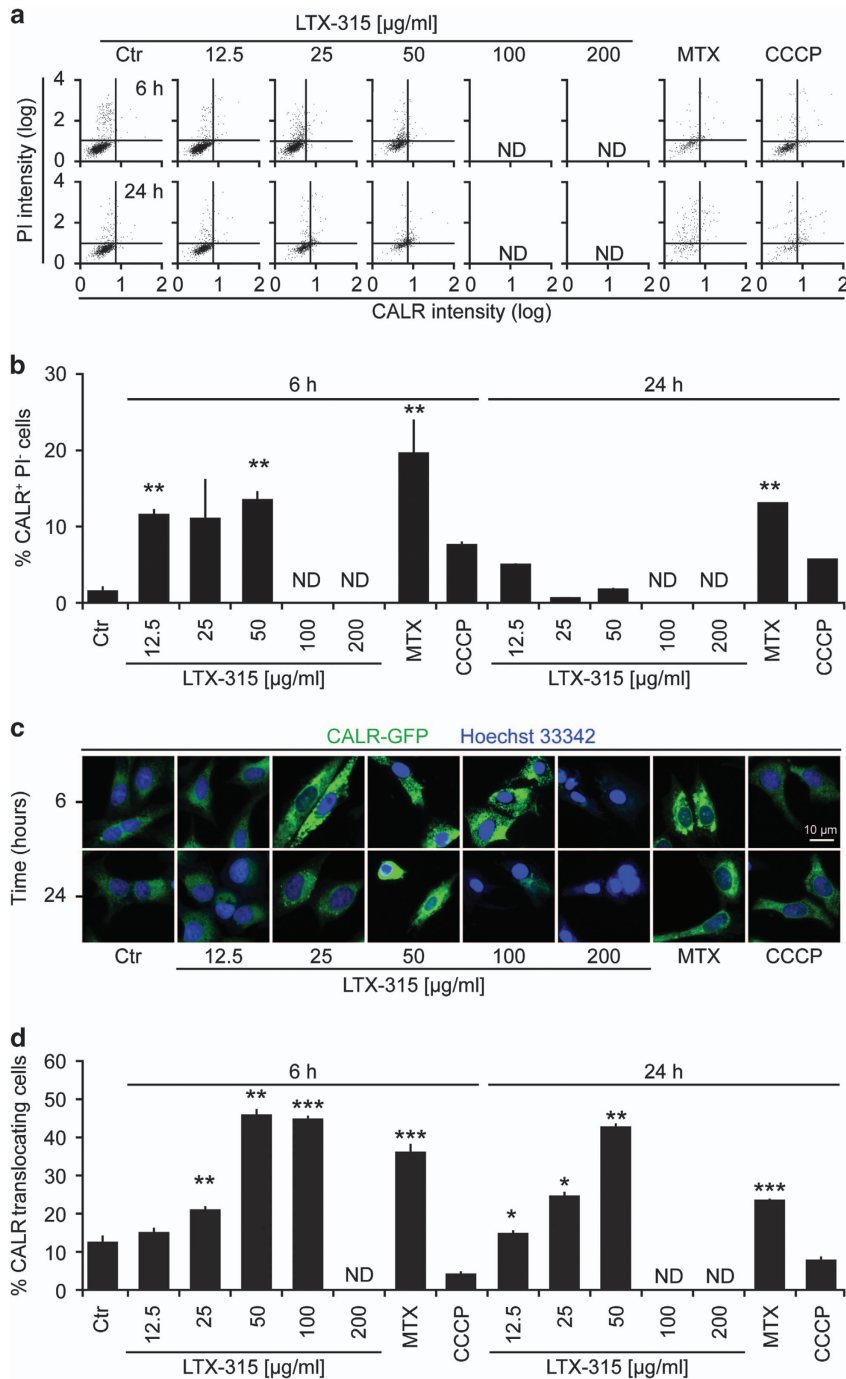 a
LTX-315 [µg/ml]
Ctr 12.5 25 50 100 200 MTX CCCP
PI intensity (log)
4 6 h
2
0 ND ND
4 24 h
2
0 ND ND
0 1 0 1 0 1 0 1 0 1 0 1 2 0 1 0 1 2
CALR intensity (log)
b
% CALR⁺ PI⁻ cells
30
20
10
0
6 h 24 h
** ** ** **
ND ND ND ND
Ctr 12.5 25 50 100 200 MTX CCCP 12.5 25 50 100 200 MTX CCCP
LTX-315 [µg/ml] LTX-315 [µg/ml]
c
CALR-GFP Hoechst 33342
Time (hours)
6
10 µm
24
Ctr 12.5 25 50 100 200 MTX CCCP
LTX-315 [µg/ml]
d
% CALR translocating cells
60
50
40
30
20
10
0
6 h 24 h
** ** *** *** * * ** ***
ND ND ND
Ctr 12.5 25 50 100 200 MTX CCCP 12.5 25 50 100 200 MTX CCCP
LTX-315 [µg/ml] LTX-315 [µg/ml]